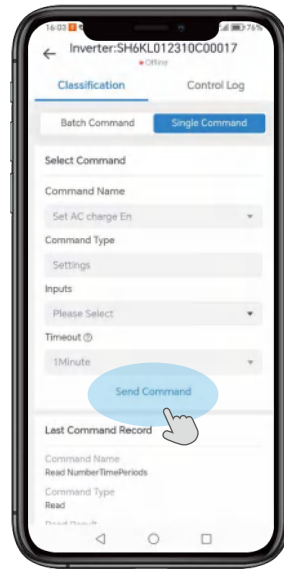 16:03
76%
Inverter:SH6KL012310C00017
Offline
Classification
Control Log
Batch Command
Single Command
Select Command
Command Name
Set AC charge En
Command Type
Settings
Inputs
Please Select
Timeout
1Minute
Send Command
Last Command Record
Command Name
Read NumberTimePeriods
Command Type
Read